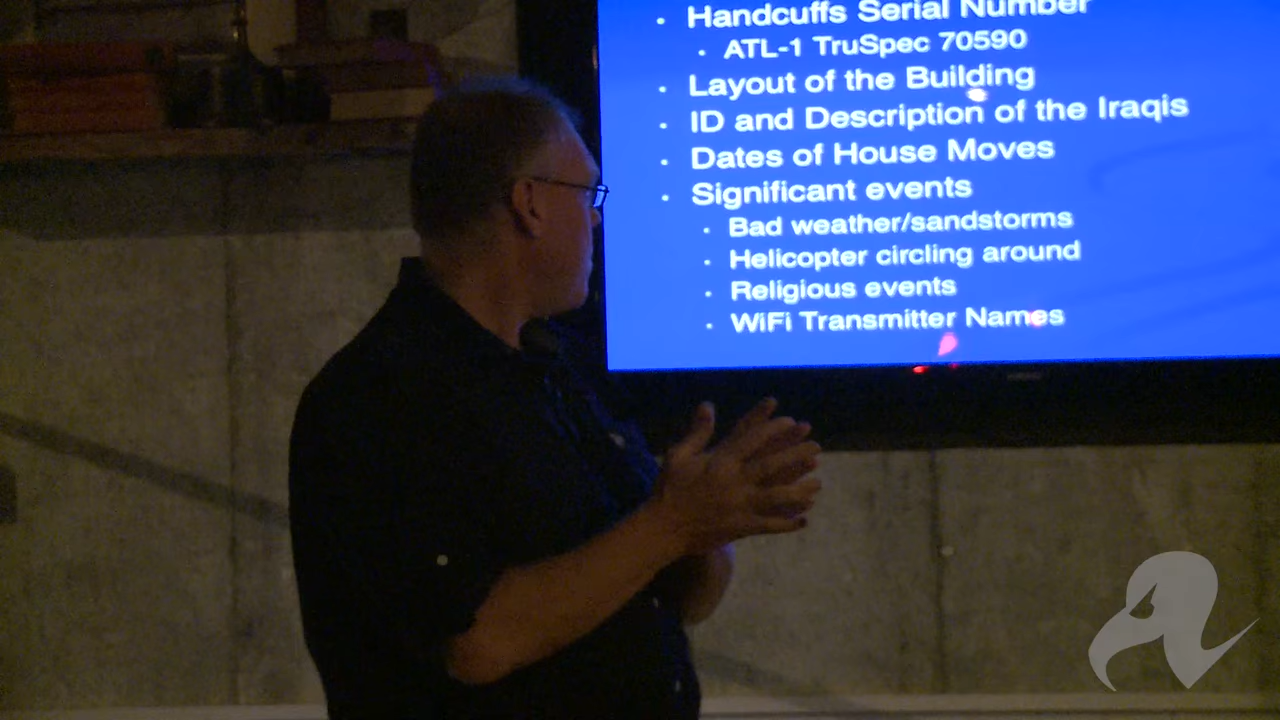 Handcuffs Serial Number
ATL-1 TruSpec 70590
Layout of the Building
ID and Description of the Iraqis
Dates of House Moves
Significant events
Bad weather/sandstorms
Helicopter circling around
Religious events
WiFi Transmitter Names